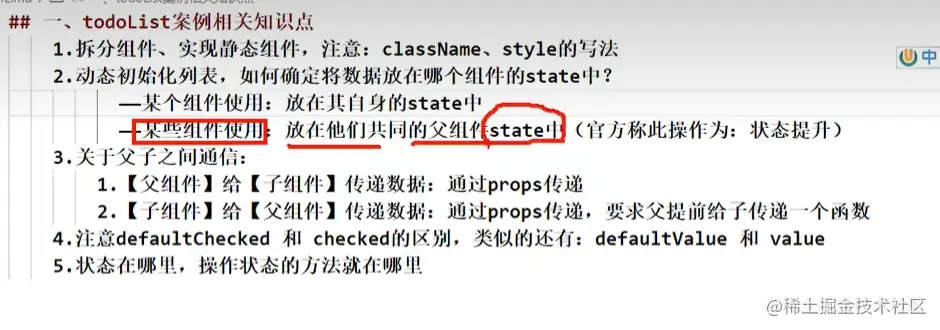 ## 一、todoList案例相关知识点
1.拆分组件、实现静态组件，注意：className、style的写法
2.动态初始化列表，如何确定将数据放在哪个组件的state中？
——某个组件使用：放在其自身的state中
——某些组件使用：放在他们共同的父组件state中（官方称此操作为：状态提升）
3.关于父子之间通信：
1.【父组件】给【子组件】传递数据：通过props传递
2.【子组件】给【父组件】传递数据：通过props传递，要求父提前给子传递一个函数
4.注意defaultChecked 和 checked的区别，类似的还有：defaultValue 和 value
5.状态在哪里，操作状态的方法就在哪里
中
@稀土掘金技术社区